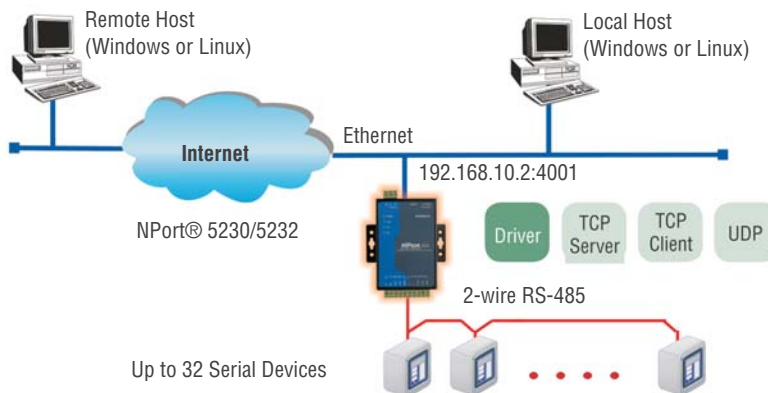 Remote Host
(Windows or Linux)
Local Host
(Windows or Linux)
Internet
Ethernet
192.168.10.2:4001
NPort® 5230/5232
NPort
Driver
TCP
Server
TCP
Client
UDP
2-wire RS-485
Up to 32 Serial Devices